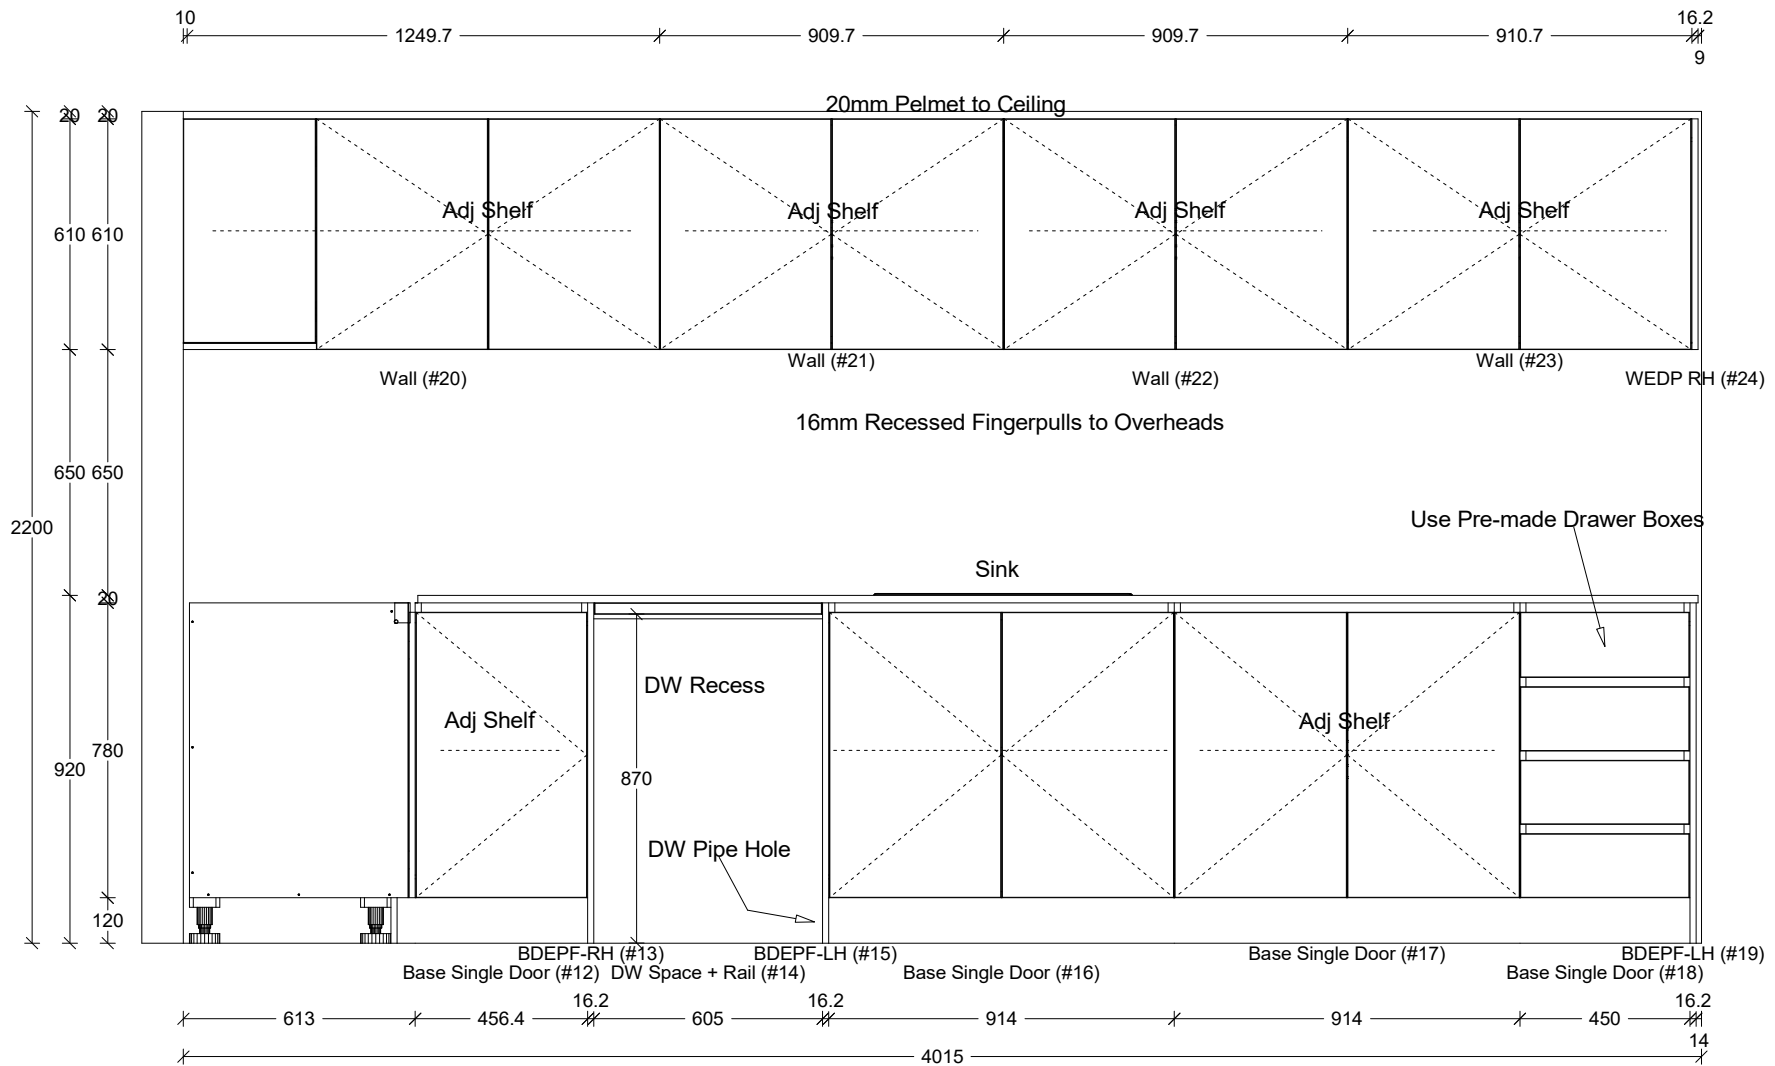 10
16.2
1249.7
909.7
909.7
910.7
9
20mm Pelmet to Ceiling
20
20
Adj Shelf
Adj Shelf
Adj Shelf
Adj Shelf
610
610
Wall (#21)
Wall (#23)
Wall (#20)
Wall (#22)
WEDP RH (#24)
16mm Recessed Fingerpulls to Overheads
650
650
2200
Use Pre-made Drawer Boxes
Sink
20
DW Recess
Adj Shelf
Adj Shelf
780
920
870
DW Pipe Hole
120
BDEPF-RH (#13)
BDEPF-LH (#15)
Base Single Door (#17)
BDEPF-LH (#19)
Base Single Door (#12)
DW Space + Rail (#14)
Base Single Door (#16)
Base Single Door (#18)
16.2
16.2
16.2
613
456.4
605
914
914
450
14
4015